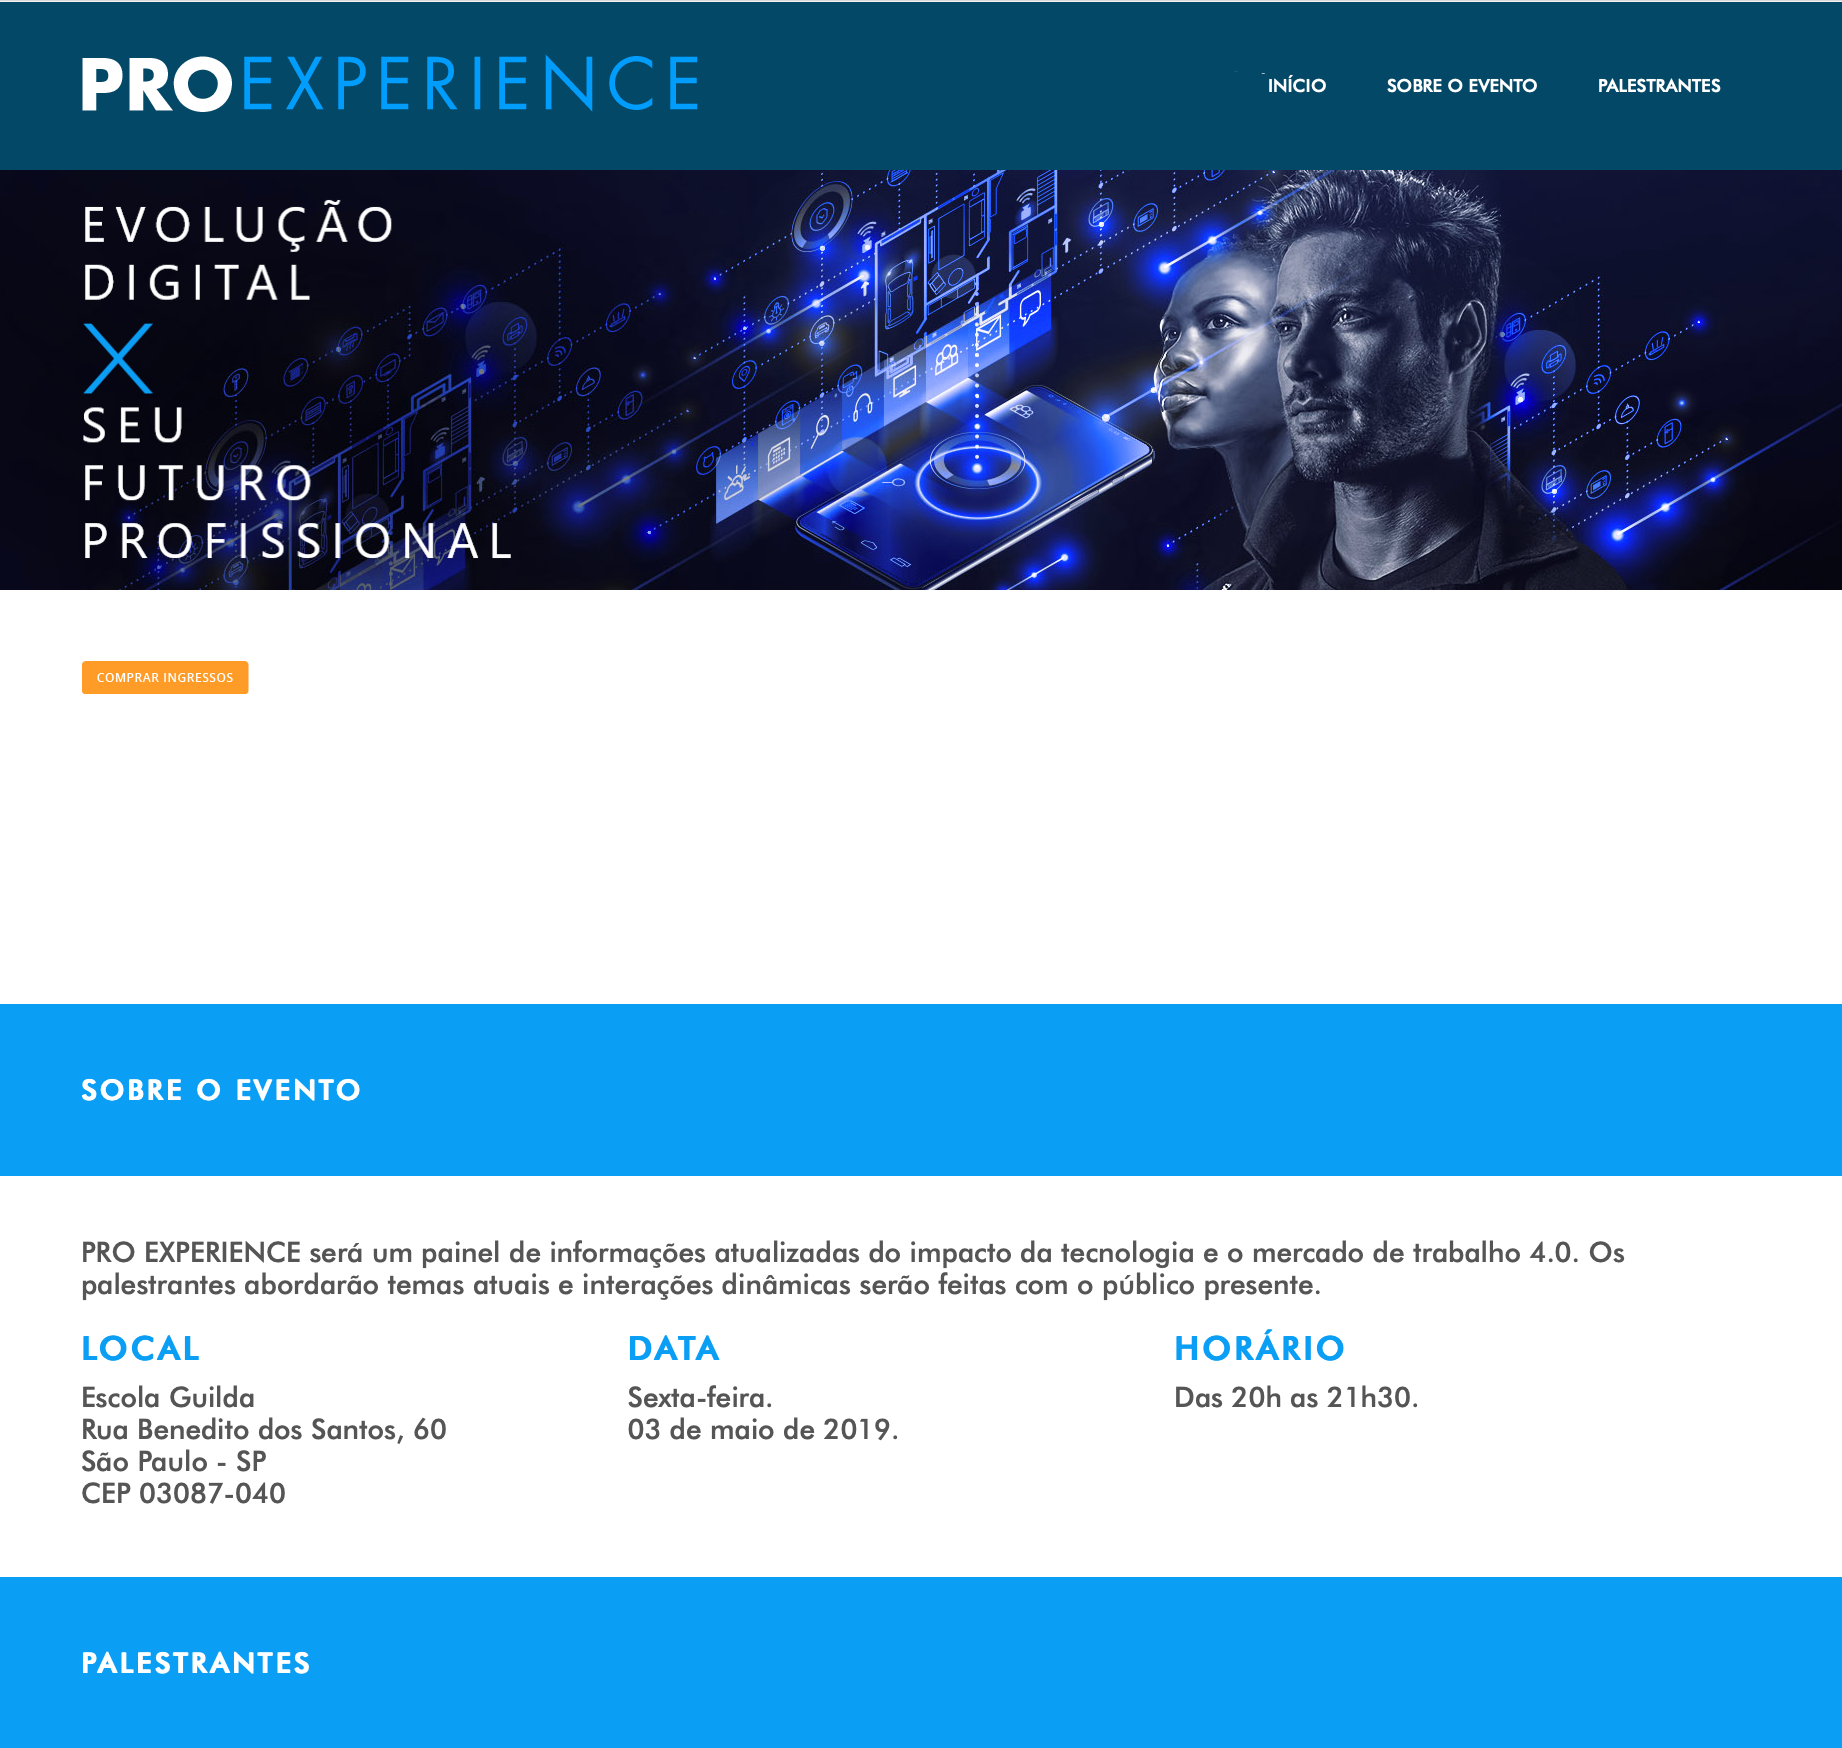 PROEXPERIENCE
INÍCIO SOBRE O EVENTO PALESTRANTES
EVOLUÇÃO
DIGITAL
X
SEU
FUTURO
PROFISSIONAL
COMPRAR INGRESSOS
SOBRE O EVENTO
PRO EXPERIENCE será um painel de informações atualizadas do impacto da tecnologia e o mercado de trabalho 4.0. Os
palestrantes abordarão temas atuais e interações dinâmicas serão feitas com o público presente.
LOCAL
Escola Guilda
Rua Benedito dos Santos, 60
São Paulo - SP
CEP 03087-040
DATA
Sexta-feira.
03 de maio de 2019.
HORÁRIO
Das 20h as 21h30.
PALESTRANTES